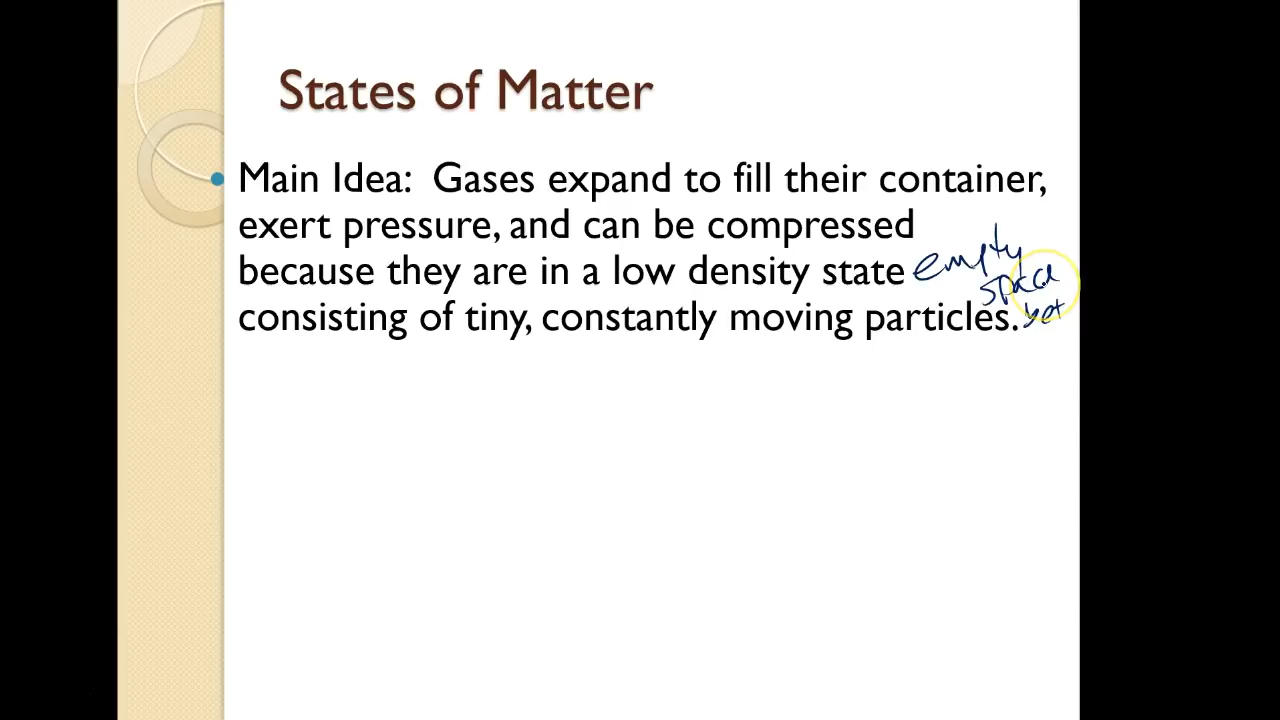 States of Matter
Main Idea: Gases expand to fill their container,
exert pressure, and can be compressed
because they are in a low density state
consisting of tiny, constantly moving particles.
empty
space
bet